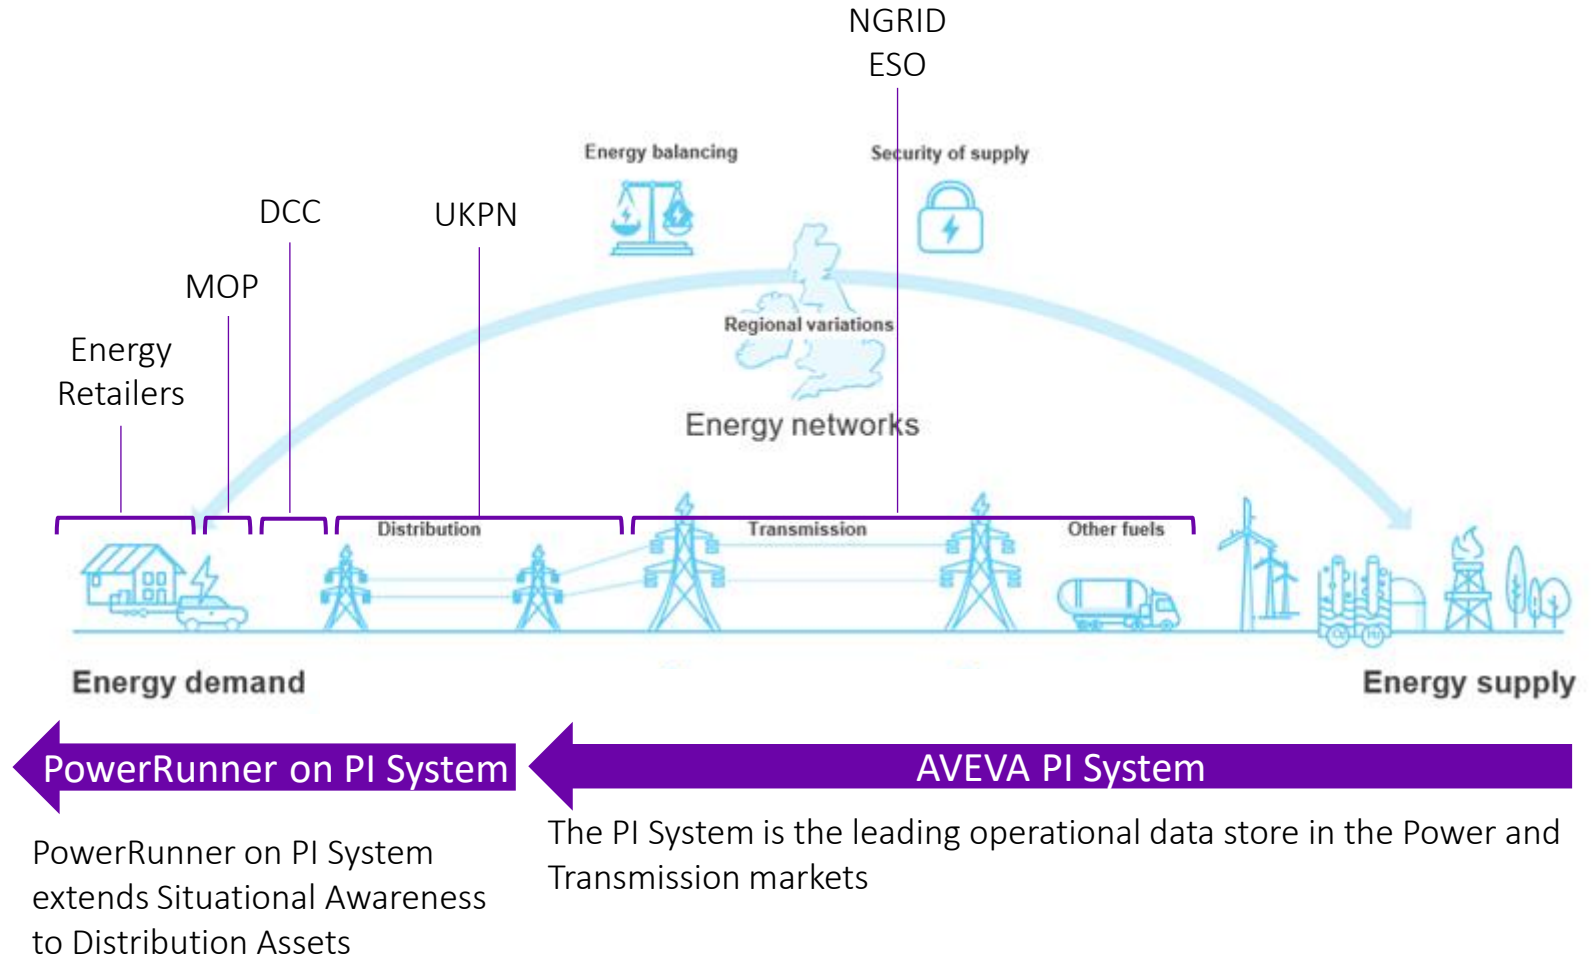 NGRID
ESO
Energy balancing
Security of supply
DCC
UKPN
MOP
Regional variations
Energy
Retailers
Energy networks
Distribution
Transmission
Other fuels
Energy demand
Energy supply
PowerRunner on PI System
AVEVA PI System
PowerRunner on PI System
extends Situational Awareness
to Distribution Assets
The PI System is the leading operational data store in the Power and
Transmission markets